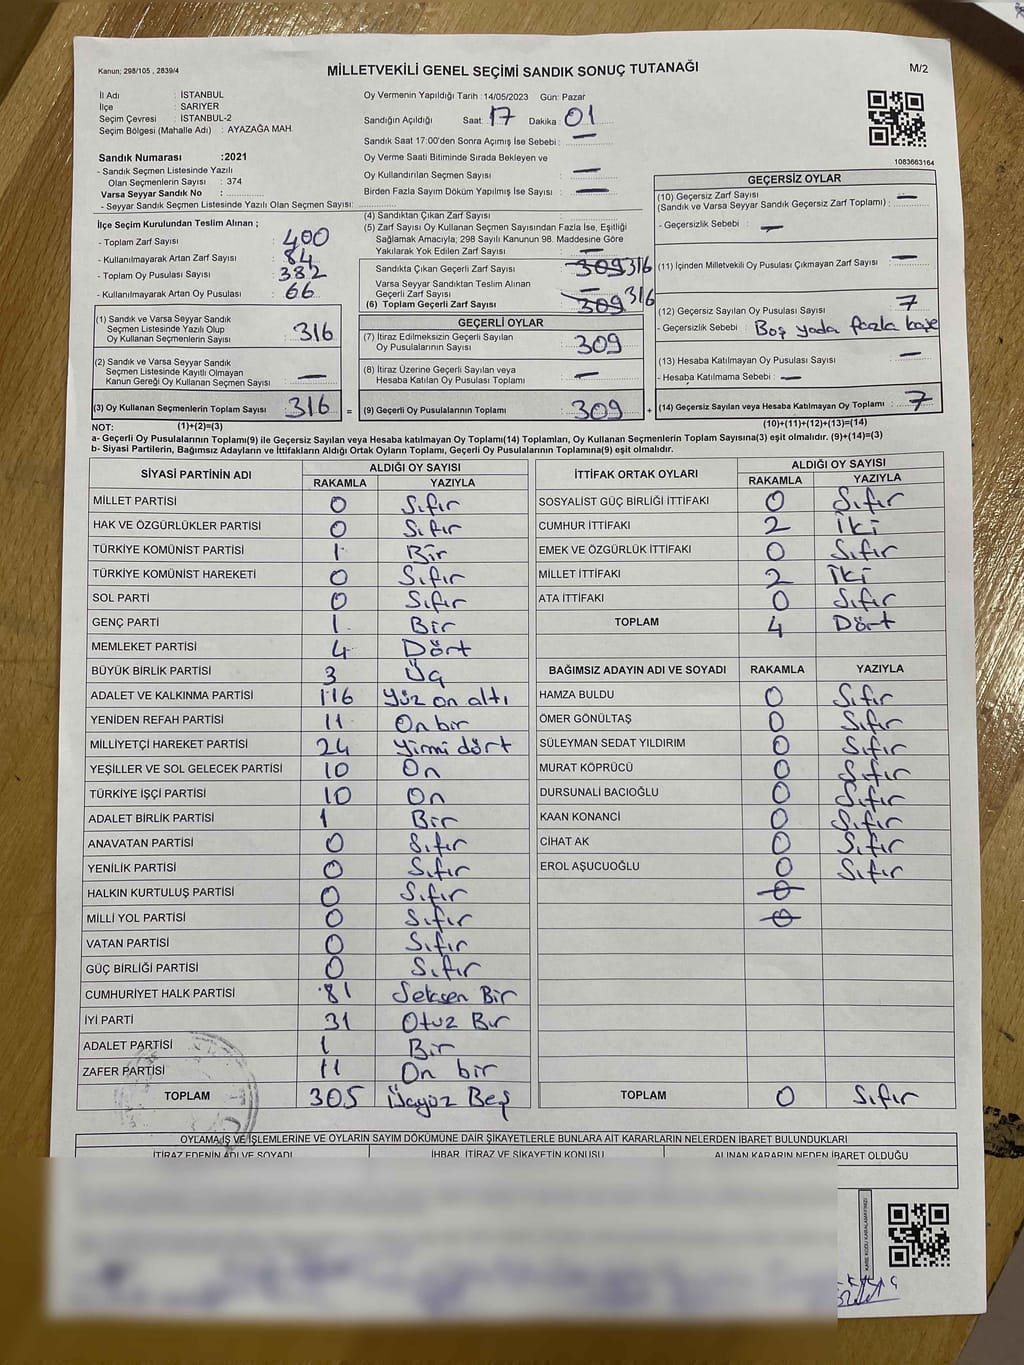 Kanun; 298/105 , 2839/4
MİLLETVEKİLİ GENEL SEÇİMİ SANDIK SONUÇ TUTANAĞI
M/2
İl Adı : İSTANBUL
İlçe : SARIYER
Seçim Çevresi : İSTANBUL-2
Seçim Bölgesi (Mahalle Adı) : AYAZAĞA MAH.
Sandık Numarası :2021
- Sandık Seçmen Listesinde Yazılı
Olan Seçmenlerin Sayısı : 374
Varsa Seyyar Sandık No :
- Seyyar Sandık Seçmen Listesinde Yazılı Olan Seçmen Sayısı:
Oy Vermenin Yapıldığı Tarih :14/05/2023 Gün: Pazar
Sandığın Açıldığı Saat: 17 Dakika: 01
Sandık Saat 17:00'den Sonra Açımış İse Sebebi : —
Oy Verme Saati Bitiminde Sırada Bekleyen ve
Oy Kullandırılan Seçmen Sayısı : —
Birden Fazla Sayım Döküm Yapılmış İse Sayısı : —
1083663164
İlçe Seçim Kurulundan Teslim Alınan ;
- Toplam Zarf Sayısı : 400
- Kullanılmayarak Artan Zarf Sayısı : 84
- Toplam Oy Pusulası Sayısı : 382
- Kullanılmayarak Artan Oy Pusulası : 66
(1) Sandık ve Varsa Seyyar Sandık
Seçmen Listesinde Yazılı Olup
Oy Kullanan Seçmenlerin Sayısı : 316
(2) Sandık ve Varsa Seyyar Sandık
Seçmen Listesinde Kayıtlı Olmayan
Kanun Gereği Oy Kullanan Seçmen Sayısı : —
(3) Oy Kullanan Seçmenlerin Toplam Sayısı : 316 =
(4) Sandıktan Çıkan Zarf Sayısı :
(5) Zarf Sayısı Oy Kullanan Seçmen Sayısından Fazla İse, Eşitliği
Sağlamak Amacıyla; 298 Sayılı Kanunun 98. Maddesine Göre
Yakılarak Yok Edilen Zarf Sayısı : —
Sandıkta Çıkan Geçerli Zarf Sayısı : 309 316
Varsa Seyyar Sandıktan Teslim Alınan
Geçerli Zarf Sayısı : —
(6) Toplam Geçerli Zarf Sayısı : 309 316
GEÇERLİ OYLAR
(7) İtiraz Edilmeksizin Geçerli Sayılan
Oy Pusulalarının Sayısı : 309
(8) İtiraz Üzerine Geçerli Sayılan veya
Hesaba Katılan Oy Pusulası Toplamı : —
(9) Geçerli Oy Pusulalarının Toplamı : 309 +
GEÇERSİZ OYLAR
(10) Geçersiz Zarf Sayısı
(Sandık ve Varsa Seyyar Sandık Geçersiz Zarf Toplamı) : —
- Geçersizlik Sebebi : —
(11) İçinden Milletvekili Oy Pusulası Çıkmayan Zarf Sayısı : —
(12) Geçersiz Sayılan Oy Pusulası Sayısı : 7
- Geçersizlik Sebebi : Boş yada fazla kaşe
(13) Hesaba Katılmayan Oy Pusulası Sayısı : —
- Hesaba Katılmama Sebebi : —
(14) Geçersiz Sayılan veya Hesaba Katılmayan Oy Toplamı : 7
NOT: (1)+(2)=(3)
(10)+(11)+(12)+(13)=(14)
a- Geçerli Oy Pusulalarının Toplamı(9) ile Geçersiz Sayılan veya Hesaba katılmayan Oy Toplamı(14) Toplamları, Oy Kullanan Seçmenlerin Toplam Sayısına(3) eşit olmalıdır. (9)+(14)=(3)
b- Siyasi Partilerin, Bağımsız Adayların ve İttifakların Aldığı Ortak Oyların Toplamı, Geçerli Oy Pusulalarının Toplamına(9) eşit olmalıdır.
SİYASİ PARTİNİN ADI ALDIĞI OY SAYISI
RAKAMLA YAZIYLA
MİLLET PARTİSİ 0 Sıfır
HAK VE ÖZGÜRLÜKLER PARTİSİ 0 Sıfır
TÜRKİYE KOMÜNİST PARTİSİ 1 Bir
TÜRKİYE KOMÜNİST HAREKETİ 0 Sıfır
SOL PARTİ 0 Sıfır
GENÇ PARTİ 1 Bir
MEMLEKET PARTİSİ 4 Dört
BÜYÜK BİRLİK PARTİSİ 3 Üç
ADALET VE KALKINMA PARTİSİ 116 Yüz on altı
YENİDEN REFAH PARTİSİ 11 On bir
MİLLİYETÇİ HAREKET PARTİSİ 24 Yirmi dört
YEŞİLLER VE SOL GELECEK PARTİSİ 10 On
TÜRKİYE İŞÇİ PARTİSİ 10 On
ADALET BİRLİK PARTİSİ 1 Bir
ANAVATAN PARTİSİ 0 Sıfır
YENİLİK PARTİSİ 0 Sıfır
HALKIN KURTULUŞ PARTİSİ 0 Sıfır
MİLLİ YOL PARTİSİ 0 Sıfır
VATAN PARTİSİ 0 Sıfır
GÜÇ BİRLİĞİ PARTİSİ 0 Sıfır
CUMHURİYET HALK PARTİSİ 81 Seksen Bir
İYİ PARTİ 31 Otuz Bir
ADALET PARTİSİ 1 Bir
ZAFER PARTİSİ 11 On bir
TOPLAM 305 Üçyüz Beş
İTTİFAK ORTAK OYLARI ALDIĞI OY SAYISI
RAKAMLA YAZIYLA
SOSYALİST GÜÇ BİRLİĞİ İTTİFAKI 0 Sıfır
CUMHUR İTTİFAKI 2 İki
EMEK VE ÖZGÜRLÜK İTTİFAKI 0 Sıfır
MİLLET İTTİFAKI 2 İki
ATA İTTİFAKI 0 Sıfır
TOPLAM 4 Dört
BAĞIMSIZ ADAYIN ADI VE SOYADI RAKAMLA YAZIYLA
HAMZA BULDU 0 Sıfır
ÖMER GÖNÜLTAŞ 0 Sıfır
SÜLEYMAN SEDAT YILDIRIM 0 Sıfır
MURAT KÖPRÜCÜ 0 Sıfır
DURSUNALİ BACIOĞLU 0 Sıfır
KAAN KONANCİ 0 Sıfır
CİHAT AK 0 Sıfır
EROL AŞUCUOĞLU 0 Sıfır
0
0
TOPLAM 0 Sıfır
OYLAMA,İŞ VE İŞLEMLERİNE VE OYLARIN SAYIM DÖKÜMÜNE DAİR ŞİKAYETLERLE BUNLARA AİT KARARLARIN NELERDEN İBARET BULUNDUKLARI
İTİRAZ EDENİN ADI VE SOYADI İHBAR, İTİRAZ VE ŞİKAYETİN KONUSU ALINAN KARARIN NEDEN İBARET OLDUĞU
KARE KODU KARALAMAYINIZ!